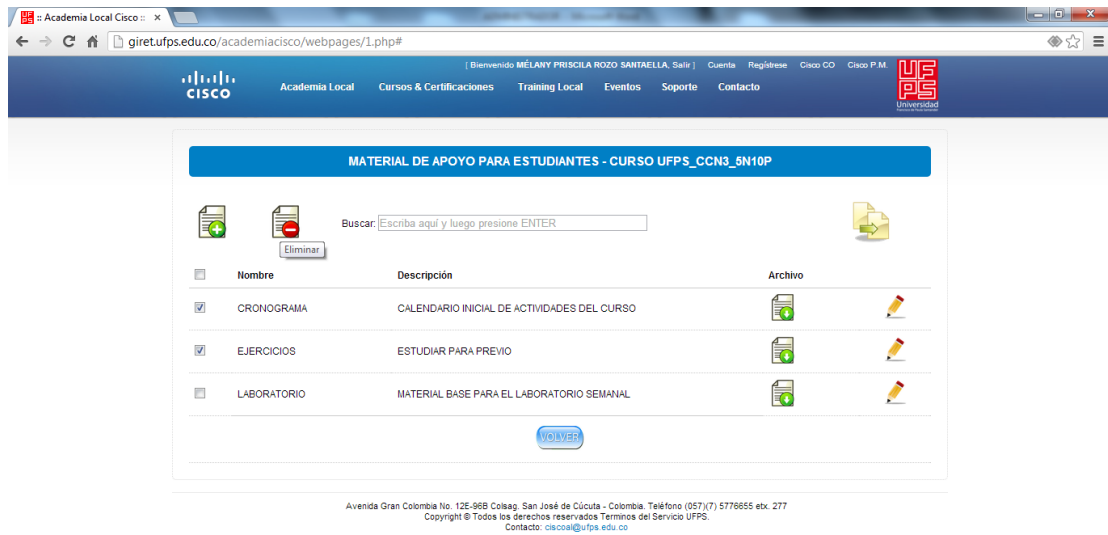 :: Academia Local Cisco ::
giret.ufps.edu.co/academiacisco/webpages/1.php#
[ Bienvenido MÉLANY PRISCILA ROZO SANTAELLA, Salir ] Cuenta Regístrese Cisco CO Cisco P.M.
CISCO
Academia Local Cursos & Certificaciones Training Local Eventos Soporte Contacto
UFPS
Universidad
MATERIAL DE APOYO PARA ESTUDIANTES - CURSO UFPS_CCN3_5N10P
Buscar: Escriba aquí y luego presione ENTER
Eliminar
Nombre Descripción Archivo
CRONOGRAMA CALENDARIO INICIAL DE ACTIVIDADES DEL CURSO
EJERCICIOS ESTUDIAR PARA PREVIO
LABORATORIO MATERIAL BASE PARA EL LABORATORIO SEMANAL
VOLVER
Avenida Gran Colombia No. 12E-96B Colsag. San José de Cúcuta - Colombia. Teléfono (057)(7) 5776655 etx. 277
Copyright © Todos los derechos reservados Terminos del Servicio UFPS.
Contacto: ciscoal@ufps.edu.co